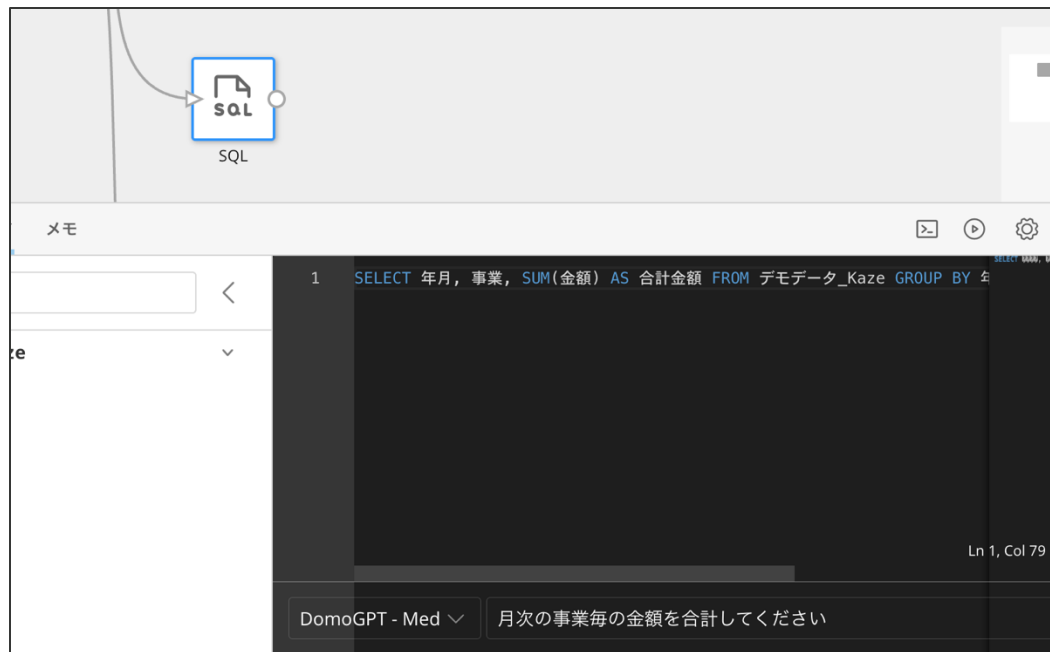 SQL
SQL
メモ
1 SELECT 年月, 事業, SUM(金額) AS 合計金額 FROM デモデータ_Kaze GROUP BY
ze
Ln 1, Col 79
DomoGPT - Med
月次の事業毎の金額を合計してください